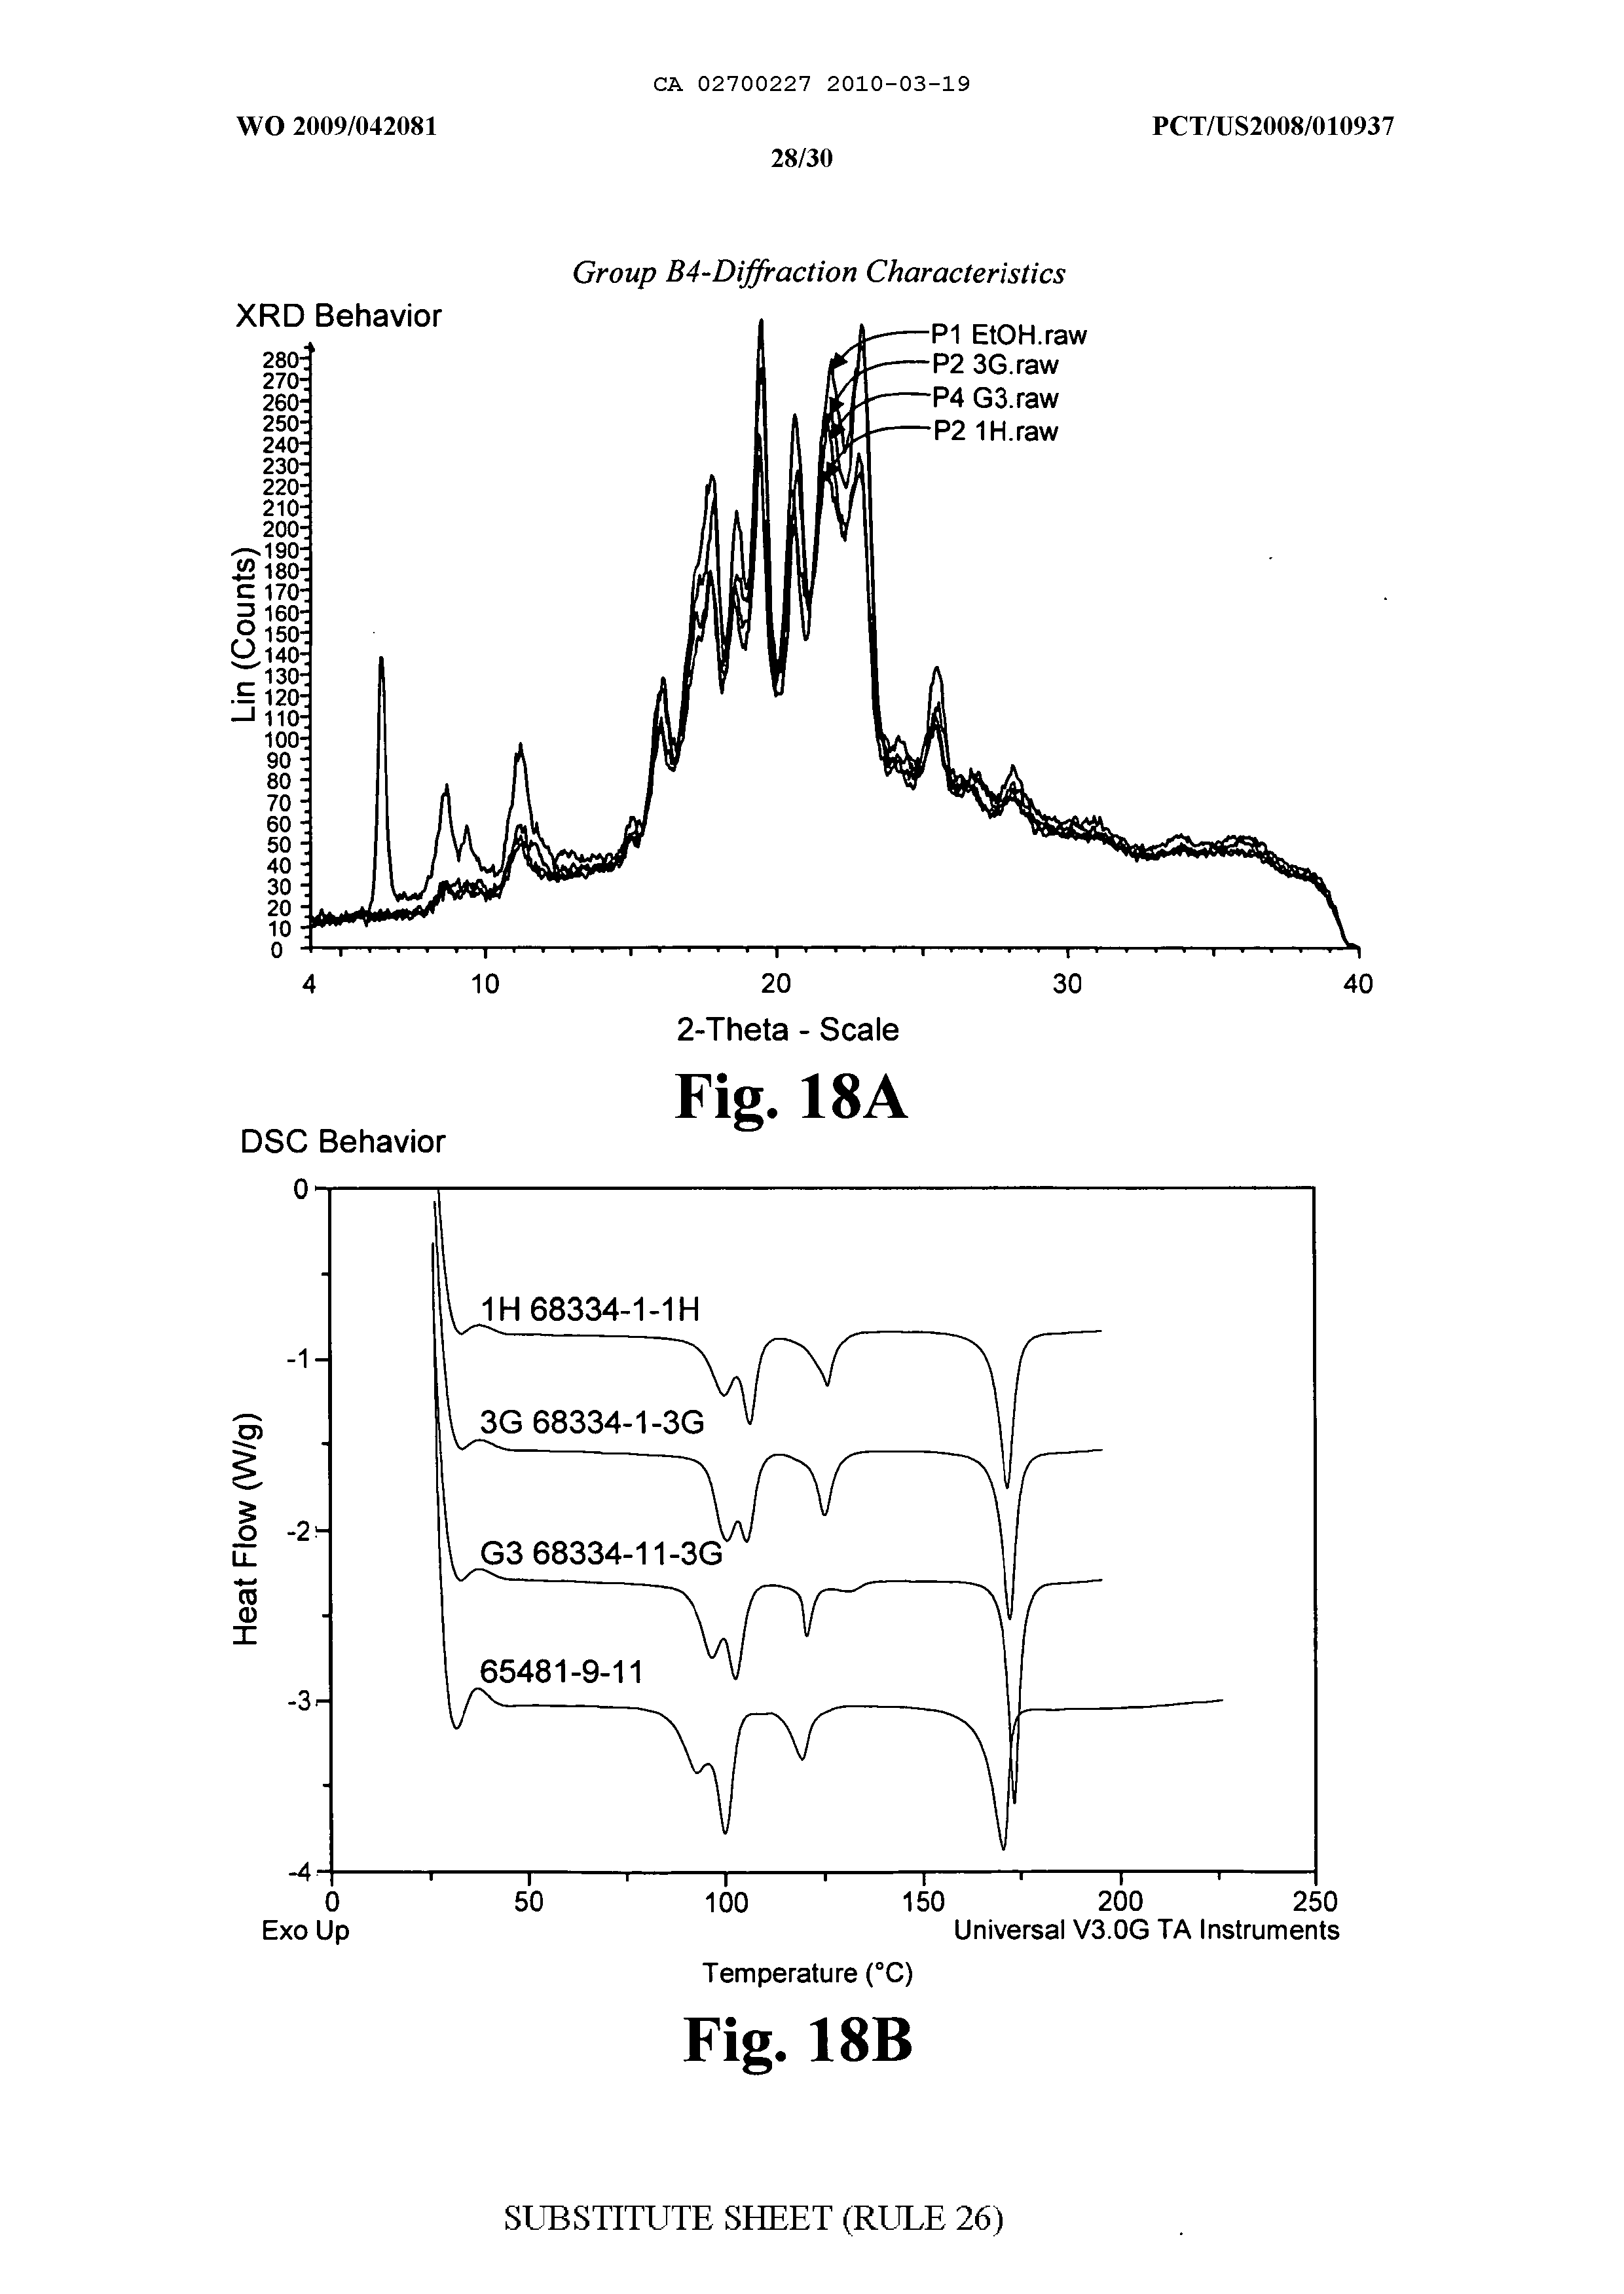 CA 02700227 2010-03-19
WO 2009/042081
PCT/US2008/010937
28/30
Group B4-Diffraction Characteristics
XRD Behavior
P1 EtOH.raw
P2 3G.raw
P4 G3.raw
P2 1H.raw
Lin (Counts)
280
270
260
250
240
230
220
210
200
190
180
170
160
150
140
130
120
110
100
90
80
70
60
50
40
30
20
10
0
4 10 20 30 40
2-Theta - Scale
Fig. 18A
DSC Behavior
Heat Flow (W/g)
0
-1
-2
-3
-4
1H 68334-1-1H
3G 68334-1-3G
G3 68334-11-3G
65481-9-11
0 50 100 150 200 250
Exo Up
Universal V3.0G TA Instruments
Temperature (°C)
Fig. 18B
SUBSTITUTE SHEET (RULE 26)